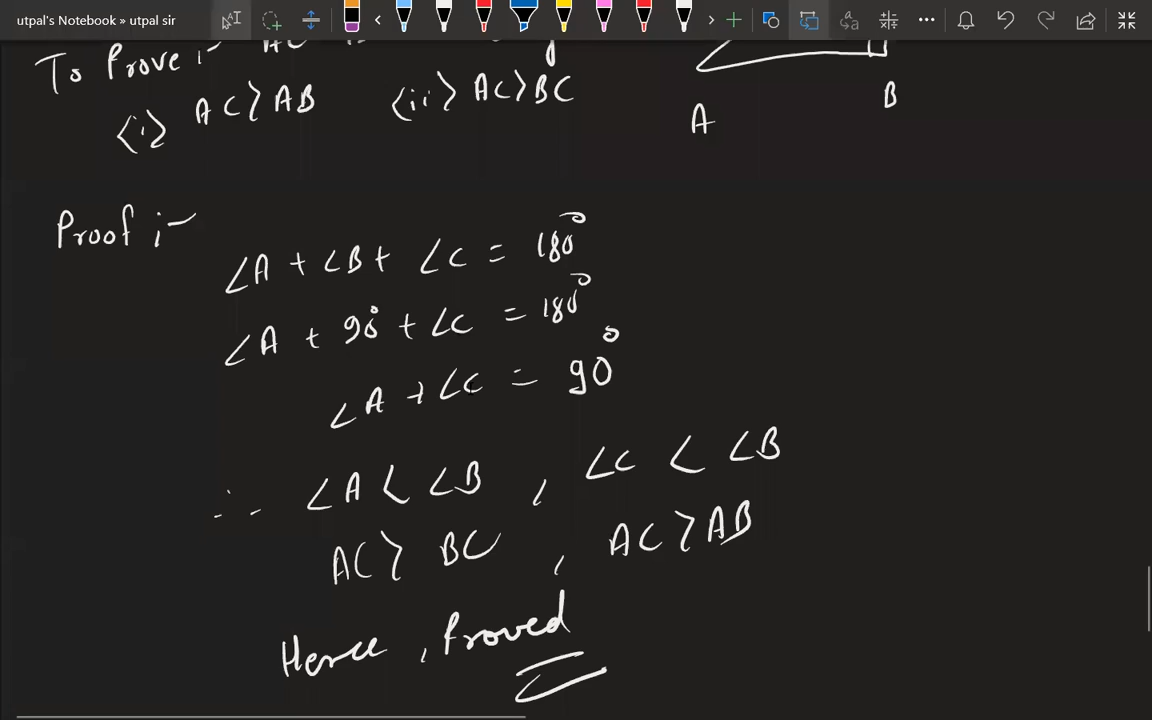 utpal's Notebook » utpal sir
To Prove :- AC
<i> AC > AB <ii> AC > BC
A
B
Proof :-
∠A + ∠B + ∠C = 180°
∠A + 90° + ∠C = 180°
∠A + ∠C = 90°
∴ ∠A < ∠B , ∠C < ∠B
AC > BC , AC > AB
Hence, Proved